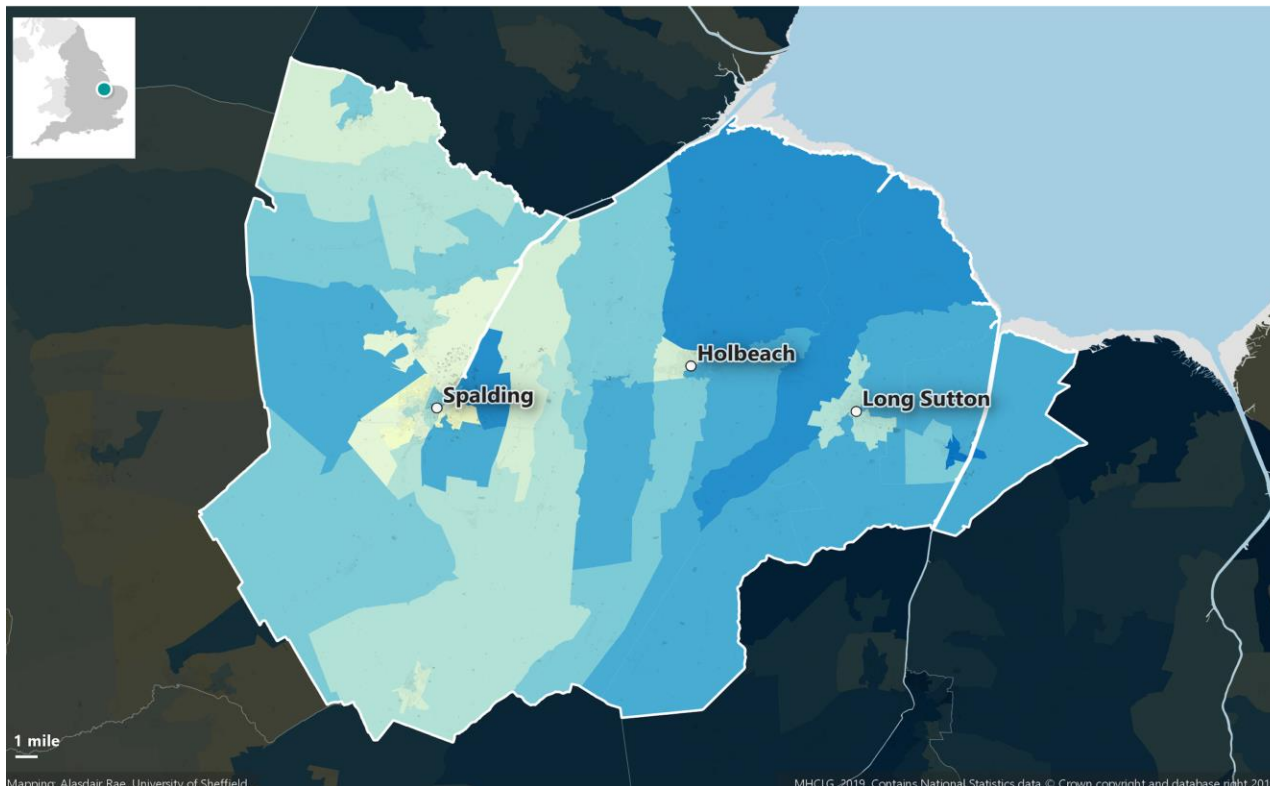 Holbeach
Spalding
Long Sutton
1 mile
Mapping: Alasdair Rae, University of Sheffield
MHCLG, 2019. Contains National Statistics data © Crown copyright and database right 201